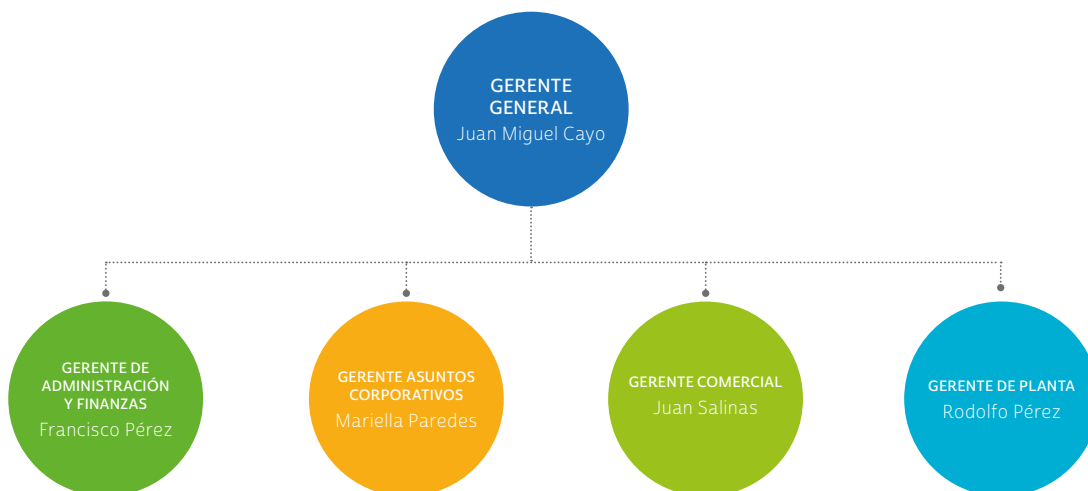 GERENTE
GENERAL
Juan Miguel Cayo
GERENTE DE
ADMINISTRACIÓN
Y FINANZAS
Francisco Pérez
GERENTE ASUNTOS
CORPORATIVOS
Mariella Paredes
GERENTE COMERCIAL
Juan Salinas
GERENTE DE PLANTA
Rodolfo Pérez